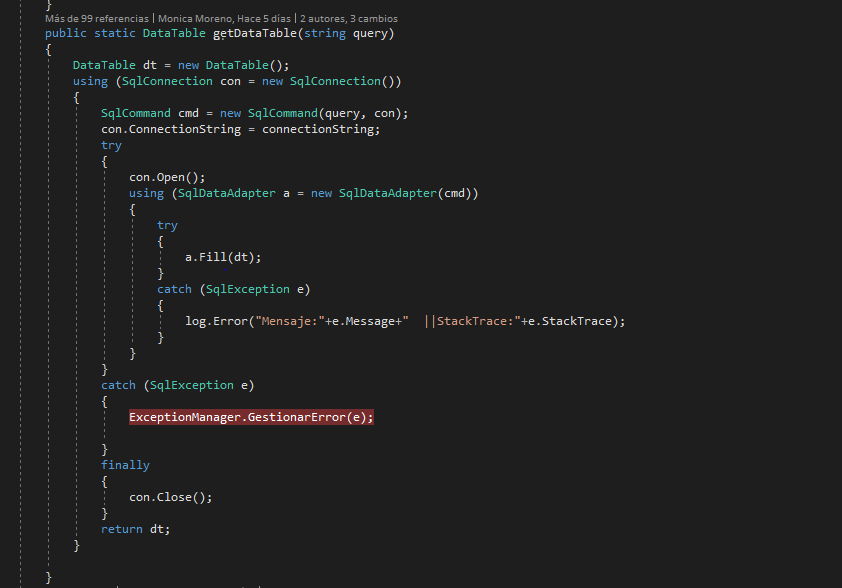 }
Más de 99 referencias | Monica Moreno, Hace 5 días | 2 autores, 3 cambios
public static DataTable getDataTable(string query)
{
DataTable dt = new DataTable();
using (SqlConnection con = new SqlConnection())
{
SqlCommand cmd = new SqlCommand(query, con);
con.ConnectionString = connectionString;
try
{
con.Open();
using (SqlDataAdapter a = new SqlDataAdapter(cmd))
{
try
{
a.Fill(dt);
}
catch (SqlException e)
{
log.Error("Mensaje:"+e.Message+"  ||StackTrace:"+e.StackTrace);
}
}
}
catch (SqlException e)
{
ExceptionManager.GestionarError(e);
}
finally
{
con.Close();
}
return dt;
}
}